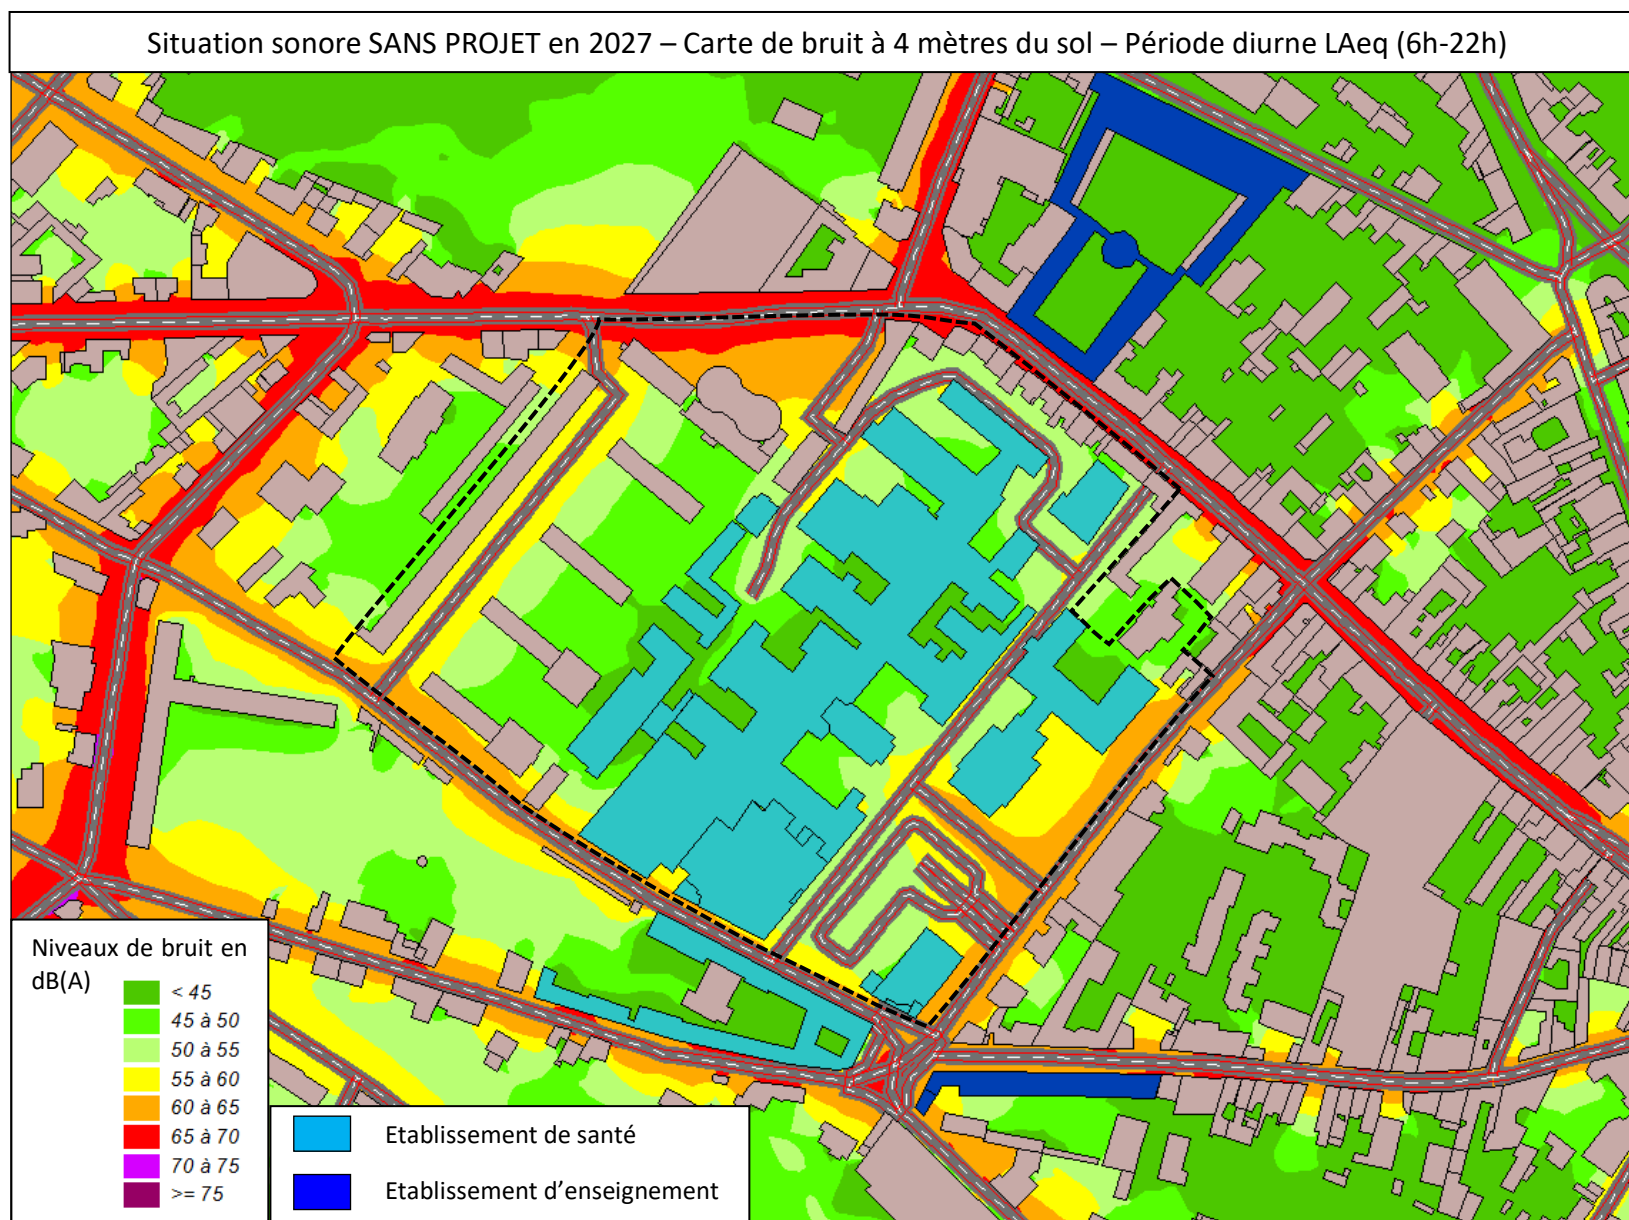 Situation sonore SANS PROJET en 2027 – Carte de bruit à 4 mètres du sol – Période diurne LAeq (6h-22h)
Niveaux de bruit en
dB(A)
< 45
45 à 50
50 à 55
55 à 60
60 à 65
65 à 70
70 à 75
>= 75
Etablissement de santé
Etablissement d’enseignement